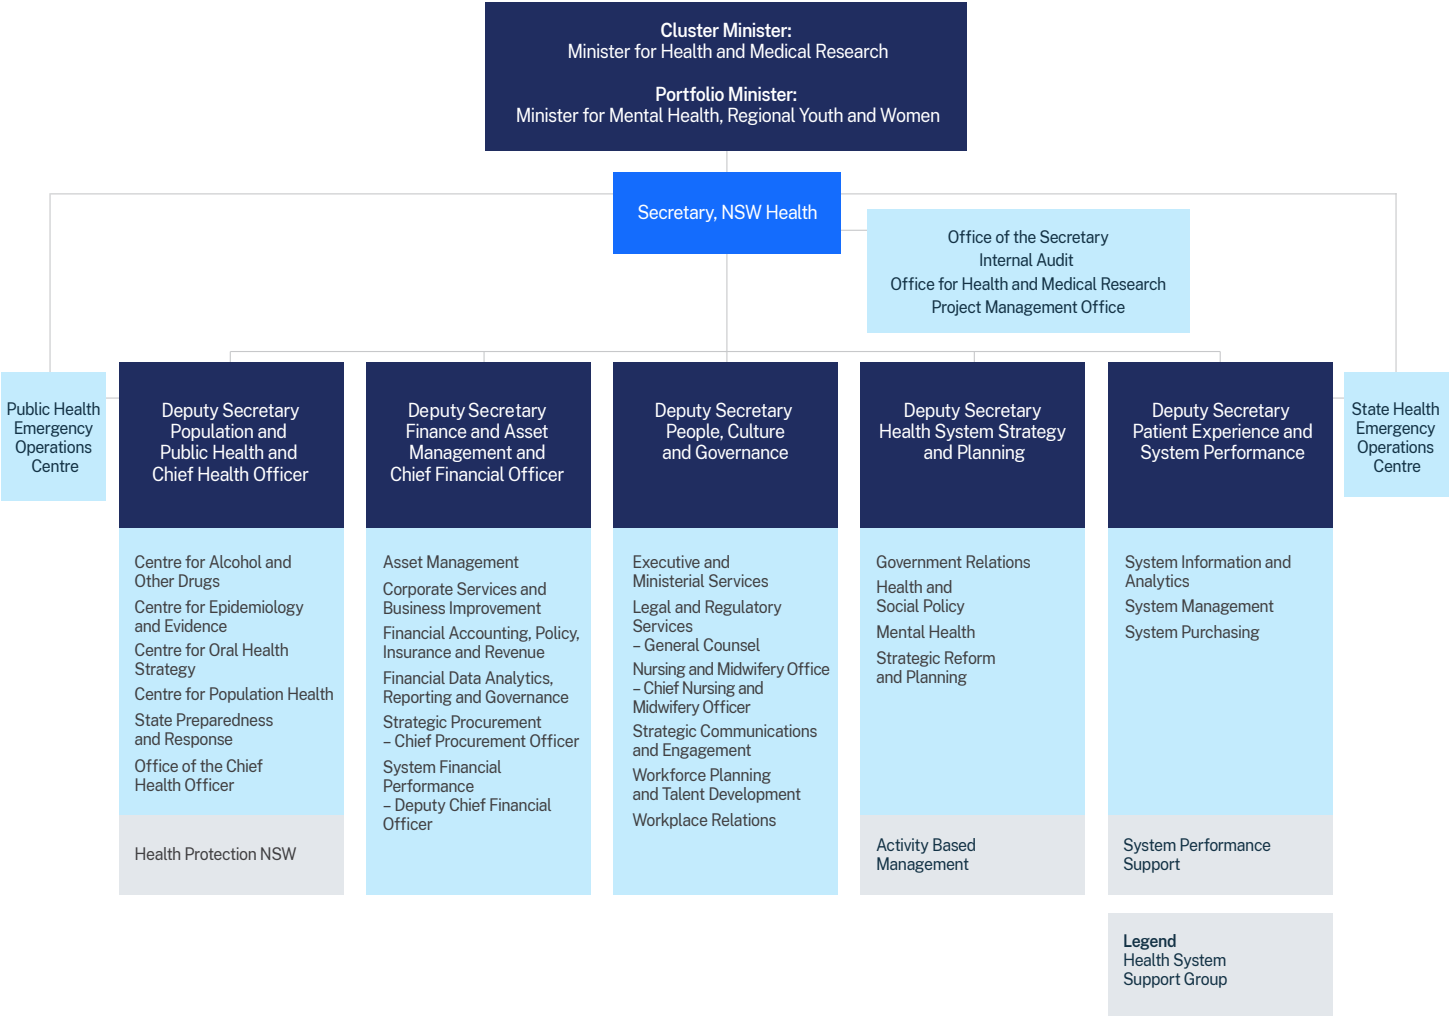 Cluster Minister:
Minister for Health and Medical Research
Portfolio Minister:
Minister for Mental Health, Regional Youth and Women
Secretary, NSW Health
Office of the Secretary
Internal Audit
Office for Health and Medical Research
Project Management Office
Public Health
Emergency
Operations
Centre
Deputy Secretary
Population and
Public Health and
Chief Health Officer
Centre for Alcohol and
Other Drugs
Centre for Epidemiology
and Evidence
Centre for Oral Health
Strategy
Centre for Population Health
State Preparedness
and Response
Office of the Chief
Health Officer
Health Protection NSW
Deputy Secretary
Finance and Asset
Management and
Chief Financial Officer
Asset Management
Corporate Services and
Business Improvement
Financial Accounting, Policy,
Insurance and Revenue
Financial Data Analytics,
Reporting and Governance
Strategic Procurement
– Chief Procurement Officer
System Financial
Performance
– Deputy Chief Financial
Officer
Deputy Secretary
People, Culture
and Governance
Executive and
Ministerial Services
Legal and Regulatory
Services
– General Counsel
Nursing and Midwifery Office
– Chief Nursing and
Midwifery Officer
Strategic Communications
and Engagement
Workforce Planning
and Talent Development
Workplace Relations
Deputy Secretary
Health System Strategy
and Planning
Government Relations
Health and
Social Policy
Mental Health
Strategic Reform
and Planning
Activity Based
Management
Deputy Secretary
Patient Experience and
System Performance
System Information and
Analytics
System Management
System Purchasing
System Performance
Support
State Health
Emergency
Operations
Centre
Legend
Health System
Support Group